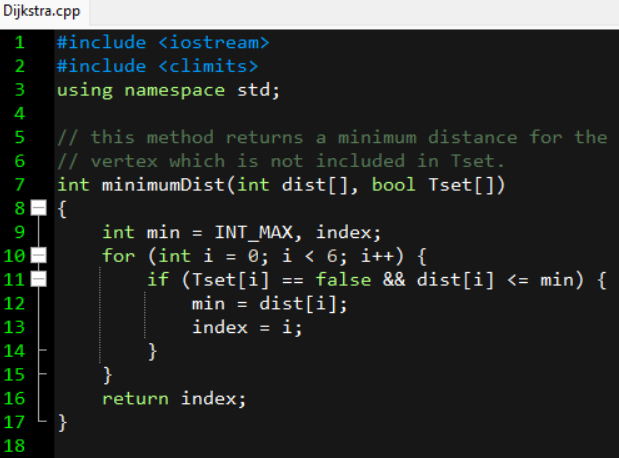 Dijkstra.cpp
1 #include <iostream>
2 #include <climits>
3 using namespace std;
4
5 // this method returns a minimum distance for the
6 // vertex which is not included in Tset.
7 int minimumDist(int dist[], bool Tset[])
8 {
9 int min = INT_MAX, index;
10 for (int i = 0; i < 6; i++) {
11 if (Tset[i] == false && dist[i] <= min) {
12 min = dist[i];
13 index = i;
14 }
15 }
16 return index;
17 }
18